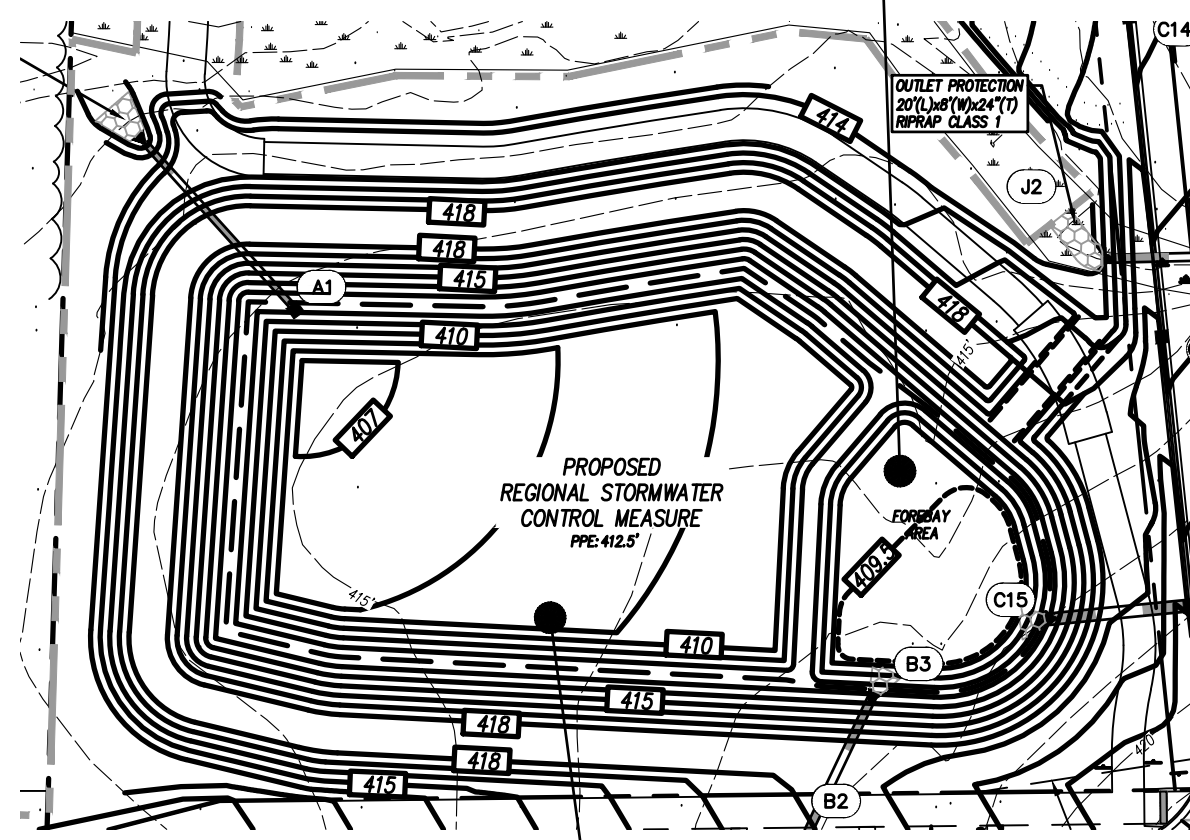 C14
OUTLET PROTECTION
20'(L)x8'(W)x24"(T)
RIPRAP CLASS 1
414
J2
418
418
415
A1
418
410
415'
407
PROPOSED
REGIONAL STORMWATER
CONTROL MEASURE
PPE: 412.5'
FOREBAY
AREA
409.5
415'
C15
410
B3
415
418
418
420
415
B2